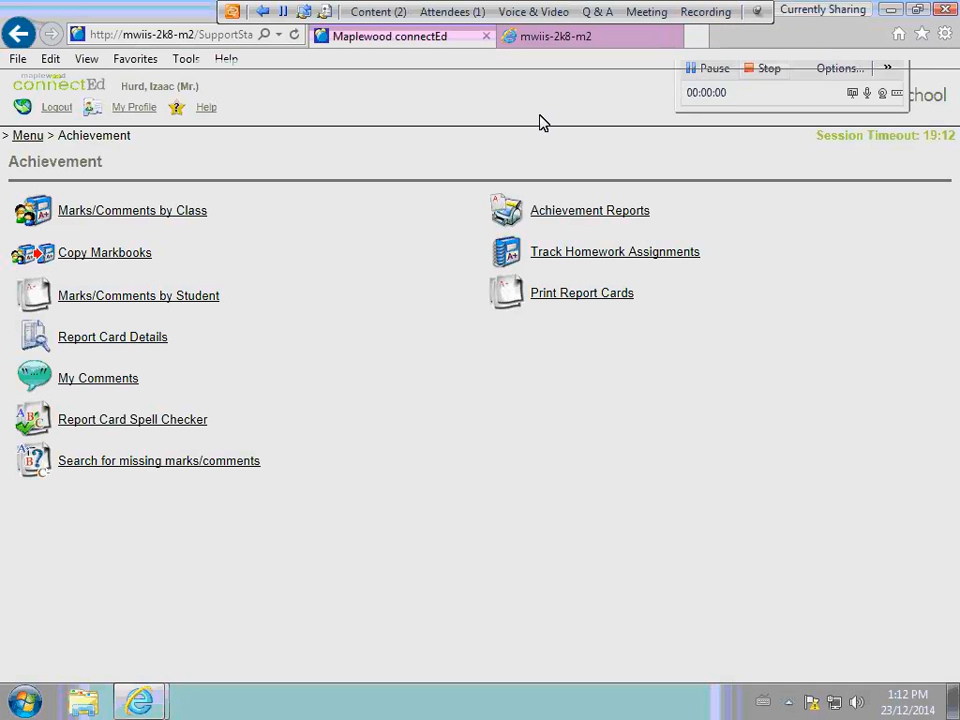 Content (2) Attendees (1) Voice & Video Q & A Meeting Recording Currently Sharing
http://mwiis-2k8-m2/SupportSta Maplewood connectEd mwiis-2k8-m2
File Edit View Favorites Tools Help
Pause Stop Options... »
maplewood
connectEd Hurd, Izaac (Mr.)
00:00:00
chool
Logout My Profile Help
> Menu > Achievement Session Timeout: 19:12
Achievement
Marks/Comments by Class
Copy Markbooks
Marks/Comments by Student
Report Card Details
My Comments
Report Card Spell Checker
Search for missing marks/comments
Achievement Reports
Track Homework Assignments
Print Report Cards
1:12 PM
23/12/2014